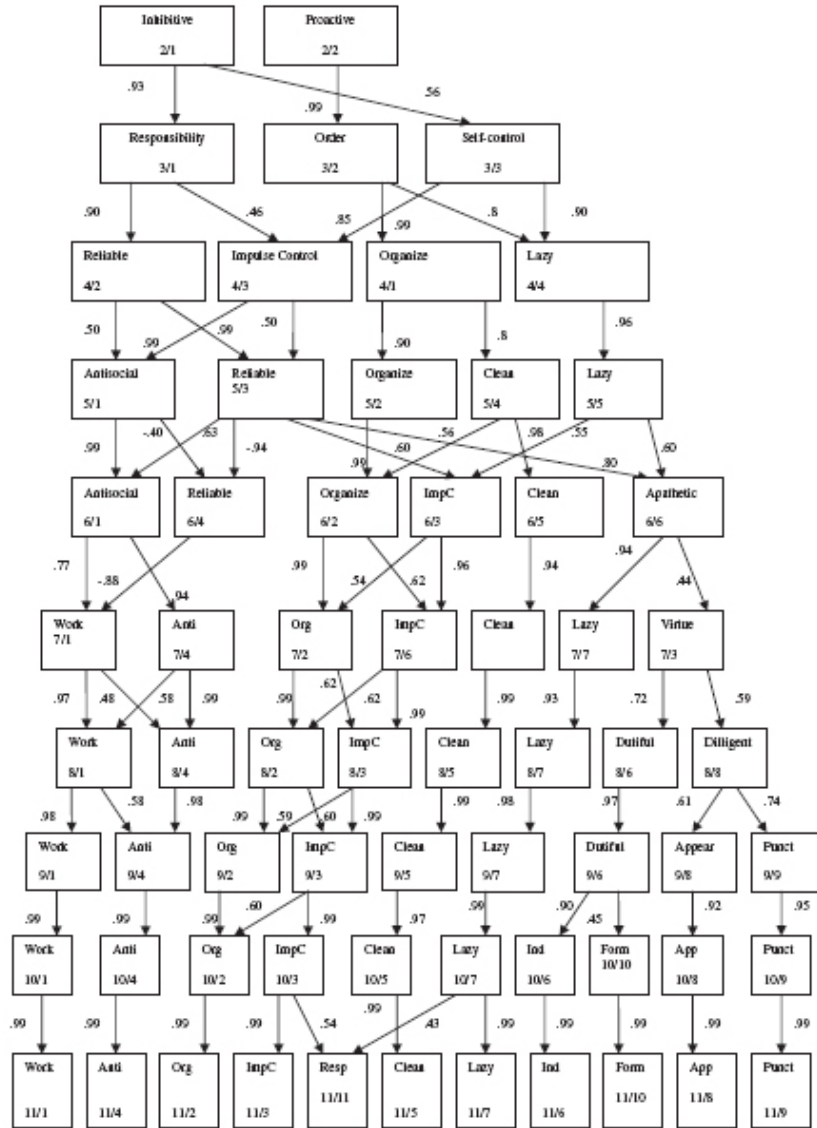 Inhibitive Proactive
2/1 2/2
.93 .99 .56
Responsibility Order Self-control
3/1 3/2 3/3
.90 .46 .85 .99 .8 .90
Reliable Impulse Control Organize Lazy
4/2 4/3 4/1 4/4
.50 .99 .99 .50 .90 .8 .96
Antisocial Reliable Organize Clean Lazy
5/1 5/3 5/2 5/4 5/5
.99 -.40 .63 -.94 .99 .60 .56 .98 .55 .80 .60
Antisocial Reliable Organize ImpC Clean Apathetic
6/1 6/4 6/2 6/3 6/5 6/6
.77 -.88 .94 .99 .54 .62 .96 .94 .94 .44
Work Anti Org ImpC Clean Lazy Virtue
7/1 7/4 7/2 7/6 7/7 7/3
.97 .48 .58 .99 .99 .62 .62 .99 .99 .93 .72 .59
Work Anti Org ImpC Clean Lazy Dutiful Dilligent
8/1 8/4 8/2 8/3 8/5 8/7 8/6 8/8
.98 .58 .98 .99 .59 .60 .99 .99 .98 .97 .61 .74
Work Anti Org ImpC Clean Lazy Dutiful Appear Punct
9/1 9/4 9/2 9/3 9/5 9/7 9/6 9/8 9/9
.99 .99 .99 .60 .99 .97 .99 .90 .45 .92 .95
Work Anti Org ImpC Clean Lazy Ind Form App Punct
10/1 10/4 10/2 10/3 10/5 10/7 10/6 10/10 10/8 10/9
.99 .99 .99 .99 .54 .99 .43 .99 .99 .99 .99 .99
Work Anti Org ImpC Resp Clean Lazy Ind Form App Punct
11/1 11/4 11/2 11/3 11/11 11/5 11/7 11/6 11/10 11/8 11/9